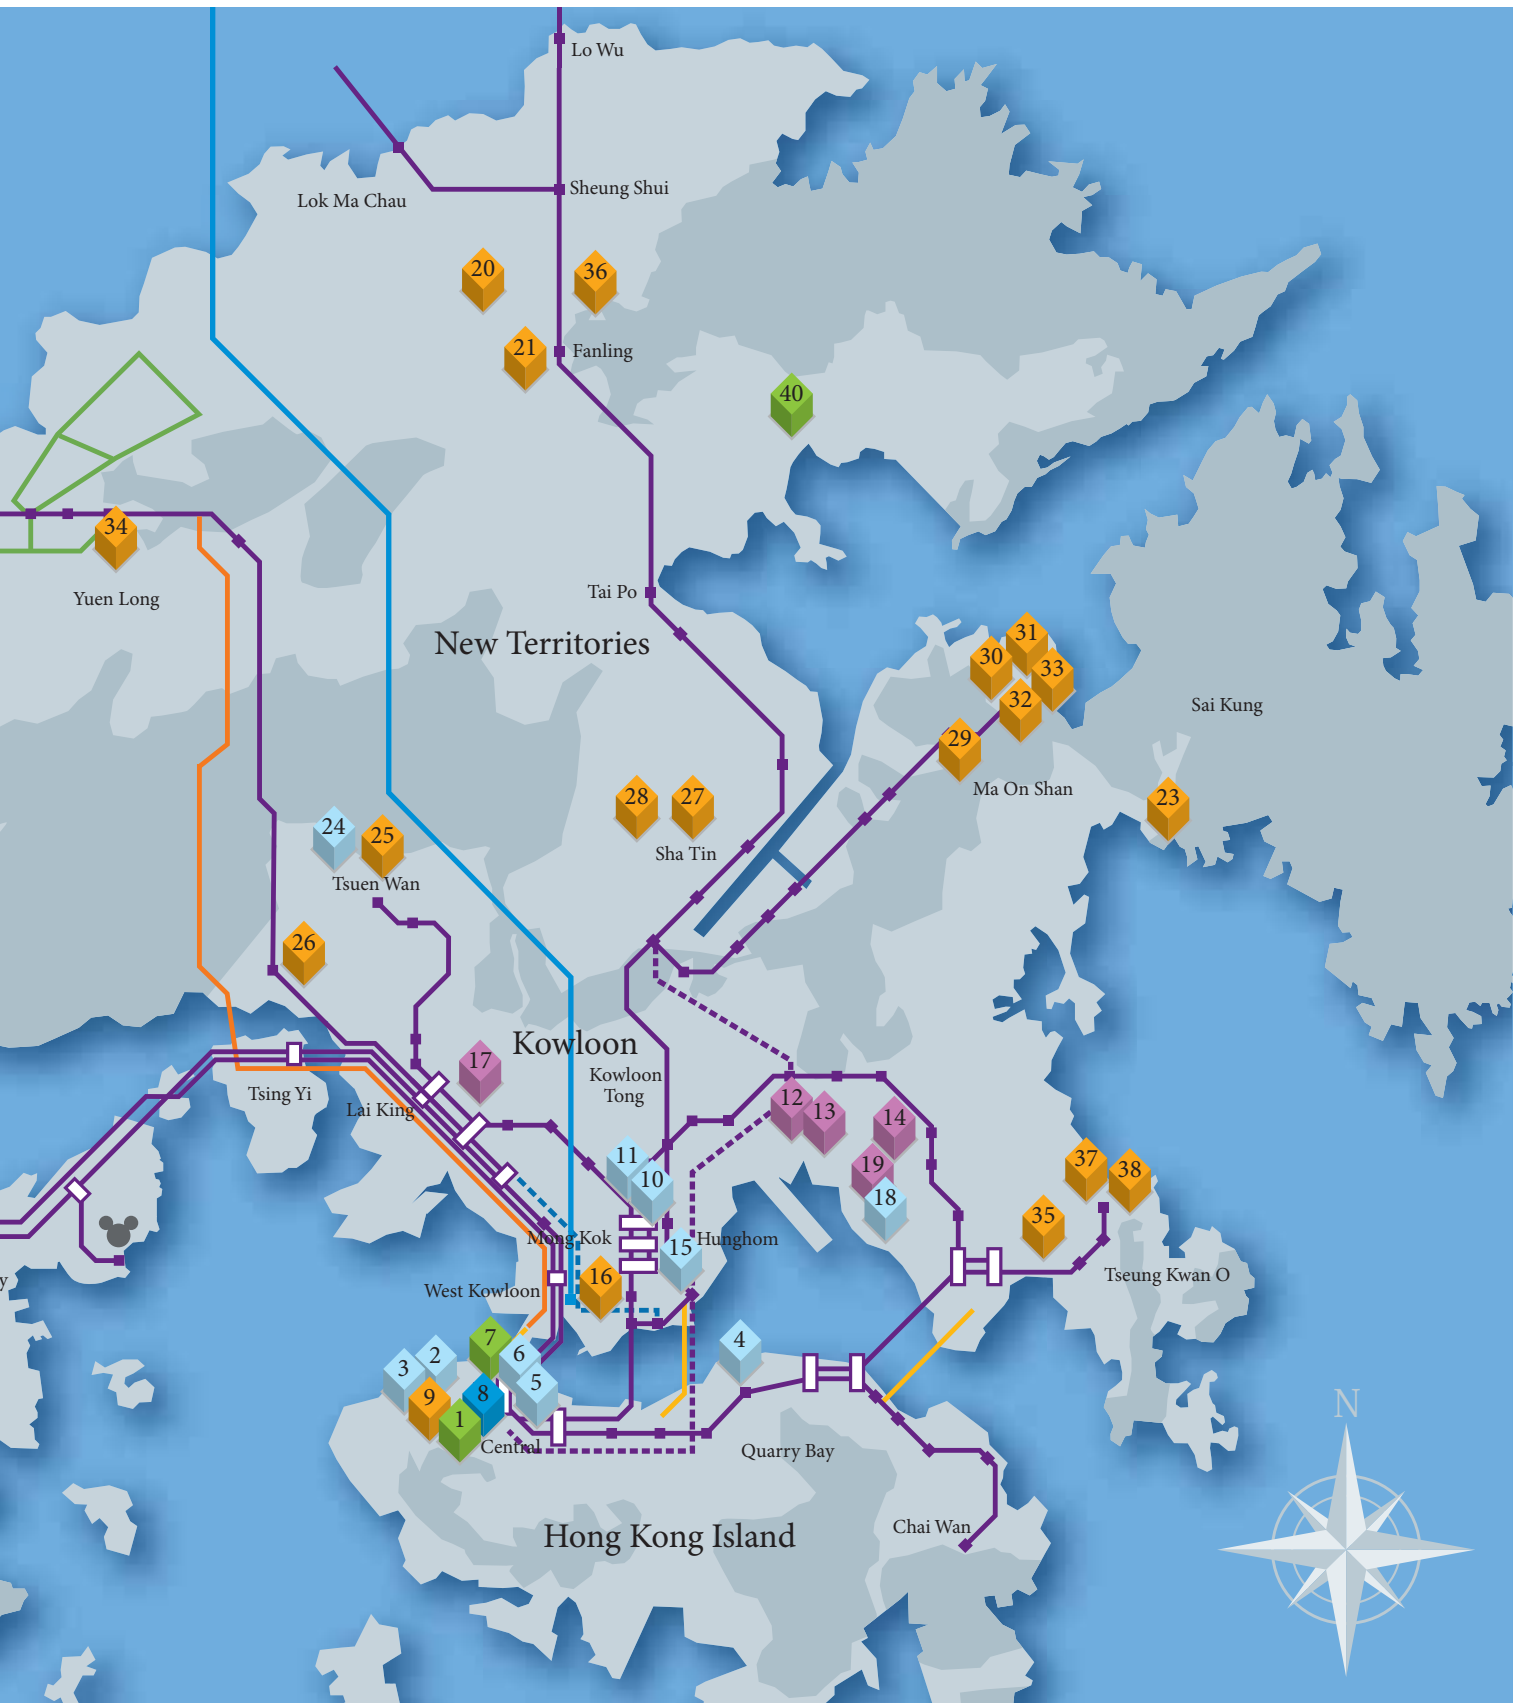 Lo Wu
Sheung Shui
Lok Ma Chau
20
36
21
Fanling
40
34
Yuen Long
Tai Po
New Territories
31
30
33
32
Sai Kung
29
Ma On Shan
23
28
27
Sha Tin
24
25
Tsuen Wan
26
Kowloon
17
Kowloon
Tong
Tsing Yi
Lai King
12
13
14
11
10
19
18
37
38
35
Mong Kok
15
Hunghom
16
West Kowloon
Tseung Kwan O
y
7
6
4
2
3
5
8
9
1
Central
Quarry Bay
N
Chai Wan
Hong Kong Island